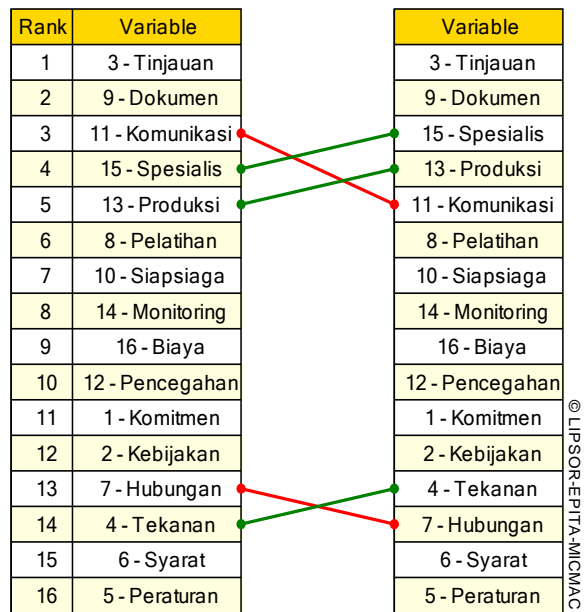 Rank Variable Variable
1 3 - Tinjauan 3 - Tinjauan
2 9 - Dokumen 9 - Dokumen
3 11 - Komunikasi 15 - Spesialis
4 15 - Spesialis 13 - Produksi
5 13 - Produksi 11 - Komunikasi
6 8 - Pelatihan 8 - Pelatihan
7 10 - Siapsiaga 10 - Siapsiaga
8 14 - Monitoring 14 - Monitoring
9 16 - Biaya 16 - Biaya
10 12 - Pencegahan 12 - Pencegahan
11 1 - Komitmen 1 - Komitmen
12 2 - Kebijakan 2 - Kebijakan
13 7 - Hubungan 4 - Tekanan
14 4 - Tekanan 7 - Hubungan
15 6 - Syarat 6 - Syarat
16 5 - Peraturan 5 - Peraturan
© LIPSOR-EPITA-MICMAC